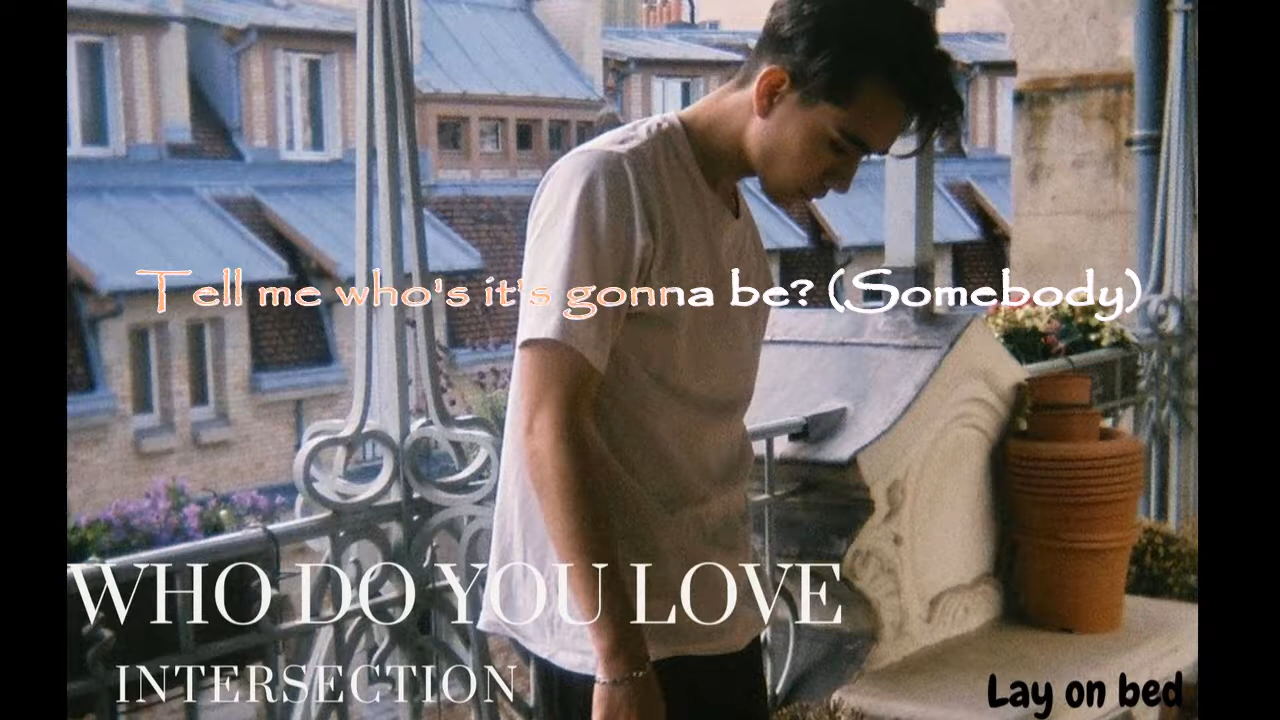 Tell me who's it's gonna be? (Somebody)
WHO DO YOU LOVE
INTERSECTION
Lay on bed